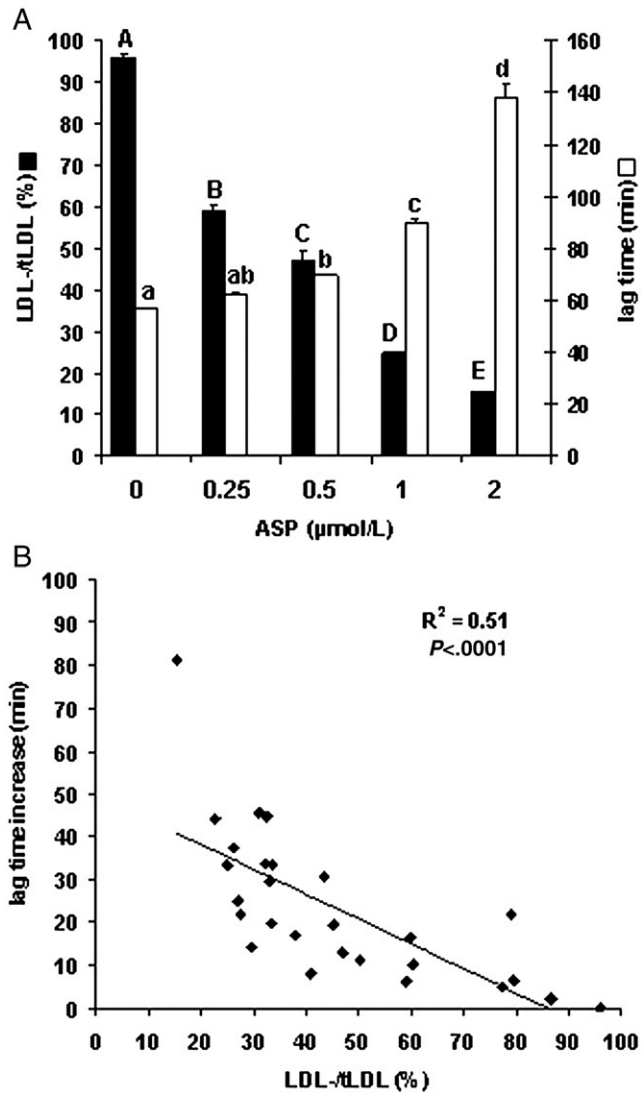 A
100
90
80
70
60
50
40
30
20
10
0
LDL-/tLDL (%)
A
B
C
D
E
a
ab
b
c
d
160
140
120
100
80
60
40
20
0
lag time (min)
0 0.25 0.5 1 2
ASP (µmol/L)
B
100
90
80
70
60
50
40
30
20
10
0
lag time increase (min)
R² = 0.51
P<.0001
0 10 20 30 40 50 60 70 80 90 100
LDL-/tLDL (%)